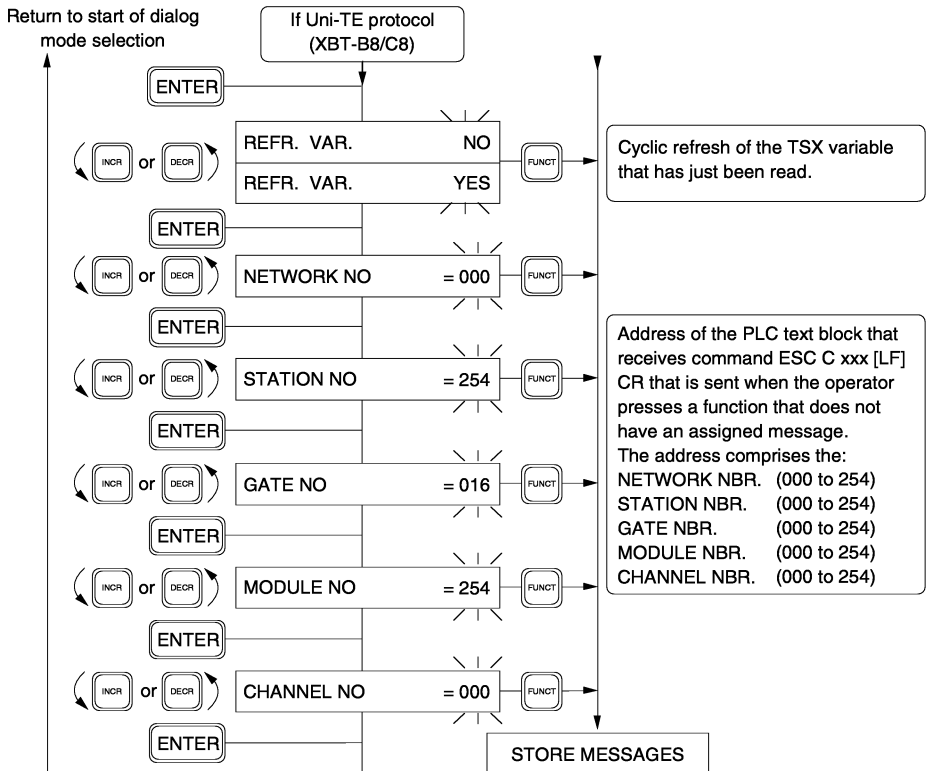 Return to start of dialog
mode selection
If Uni-TE protocol
(XBT-B8/C8)
ENTER
INCR or DECR
REFR. VAR. NO
REFR. VAR. YES
FUNCT
Cyclic refresh of the TSX variable
that has just been read.
ENTER
INCR or DECR NETWORK NO = 000 FUNCT
ENTER
INCR or DECR STATION NO = 254 FUNCT
ENTER
INCR or DECR GATE NO = 016 FUNCT
ENTER
INCR or DECR MODULE NO = 254 FUNCT
ENTER
INCR or DECR CHANNEL NO = 000 FUNCT
ENTER
Address of the PLC text block that
receives command ESC C xxx [LF]
CR that is sent when the operator
presses a function that does not
have an assigned message.
The address comprises the:
NETWORK NBR. (000 to 254)
STATION NBR. (000 to 254)
GATE NBR. (000 to 254)
MODULE NBR. (000 to 254)
CHANNEL NBR. (000 to 254)
STORE MESSAGES